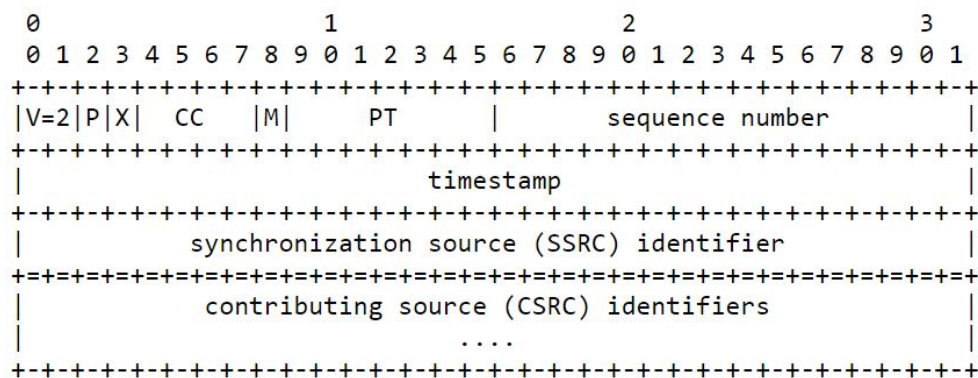 0                   1                   2                   3
 0 1 2 3 4 5 6 7 8 9 0 1 2 3 4 5 6 7 8 9 0 1 2 3 4 5 6 7 8 9 0 1
+-+-+-+-+-+-+-+-+-+-+-+-+-+-+-+-+-+-+-+-+-+-+-+-+-+-+-+-+-+-+-+-+
|V=2|P|X|  CC   |M|     PT      |       sequence number         |
+-+-+-+-+-+-+-+-+-+-+-+-+-+-+-+-+-+-+-+-+-+-+-+-+-+-+-+-+-+-+-+-+
|                           timestamp                           |
+-+-+-+-+-+-+-+-+-+-+-+-+-+-+-+-+-+-+-+-+-+-+-+-+-+-+-+-+-+-+-+-+
|           synchronization source (SSRC) identifier            |
+=+=+=+=+=+=+=+=+=+=+=+=+=+=+=+=+=+=+=+=+=+=+=+=+=+=+=+=+=+=+=+=+
|            contributing source (CSRC) identifiers             |
|                             ....                              |
+-+-+-+-+-+-+-+-+-+-+-+-+-+-+-+-+-+-+-+-+-+-+-+-+-+-+-+-+-+-+-+-+